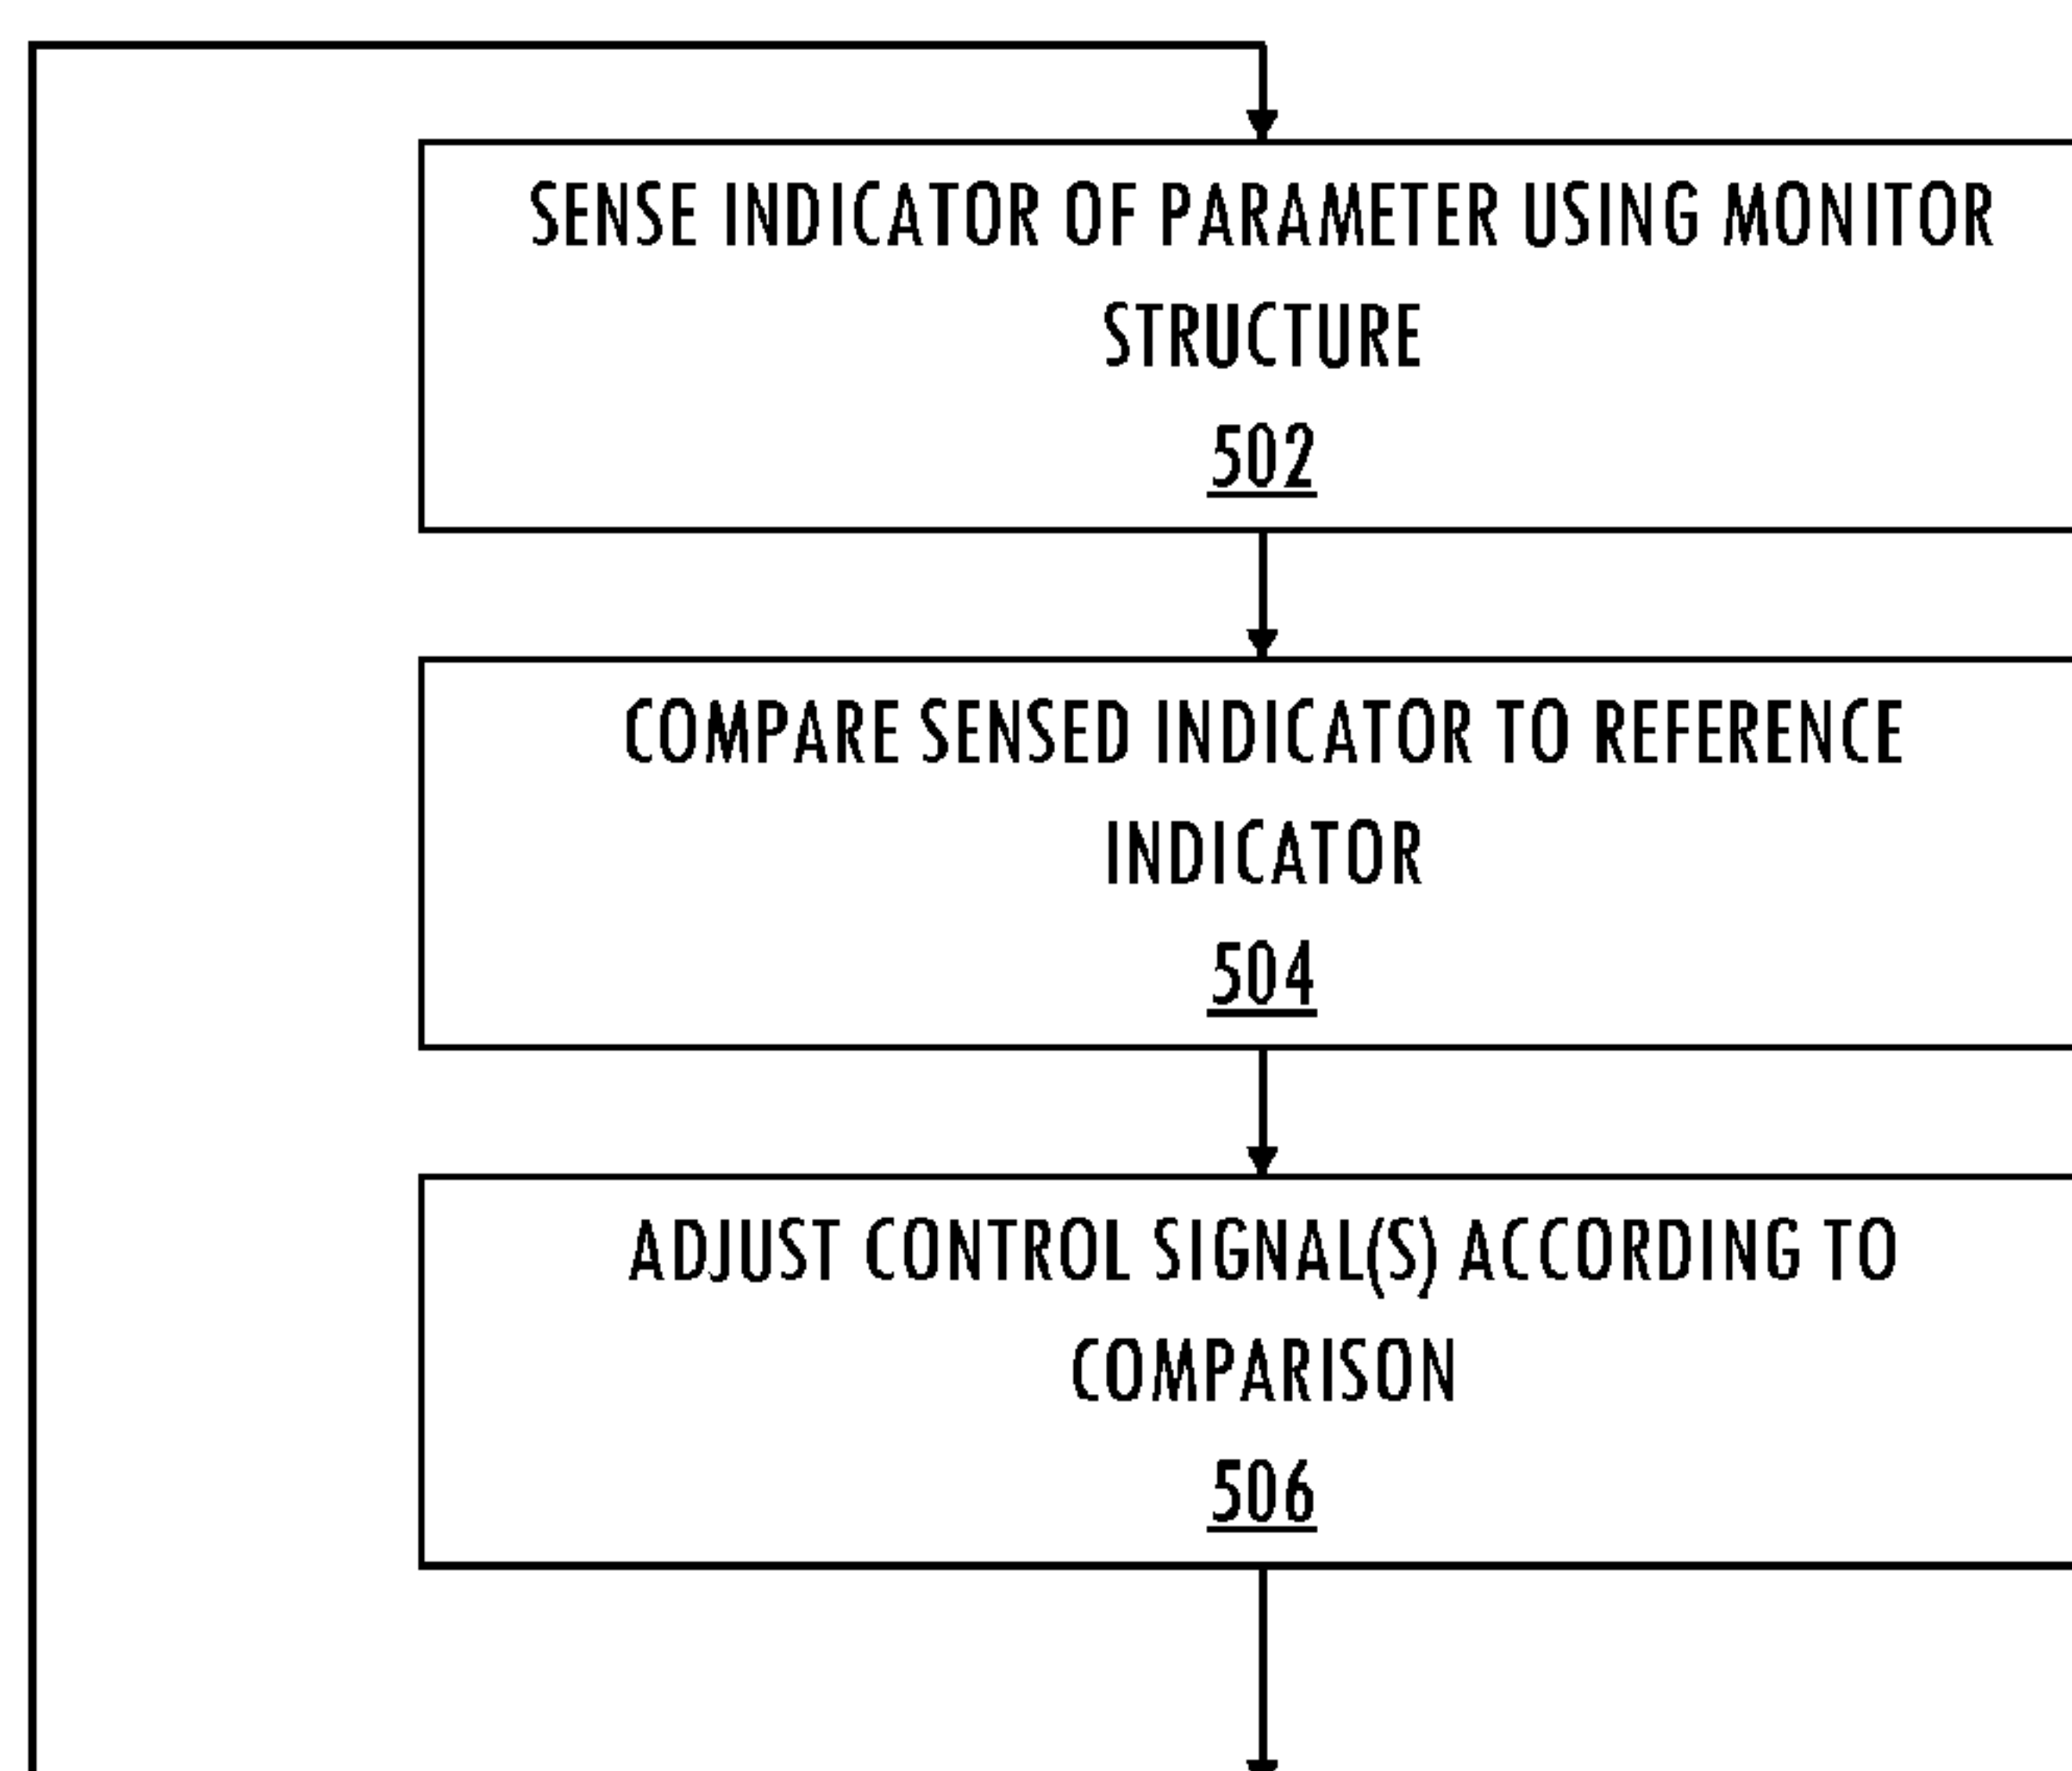 SENSE INDICATOR OF PARAMETER USING MONITOR
STRUCTURE
502
COMPARE SENSED INDICATOR TO REFERENCE
INDICATOR
504
ADJUST CONTROL SIGNAL(S) ACCORDING TO
COMPARISON
506